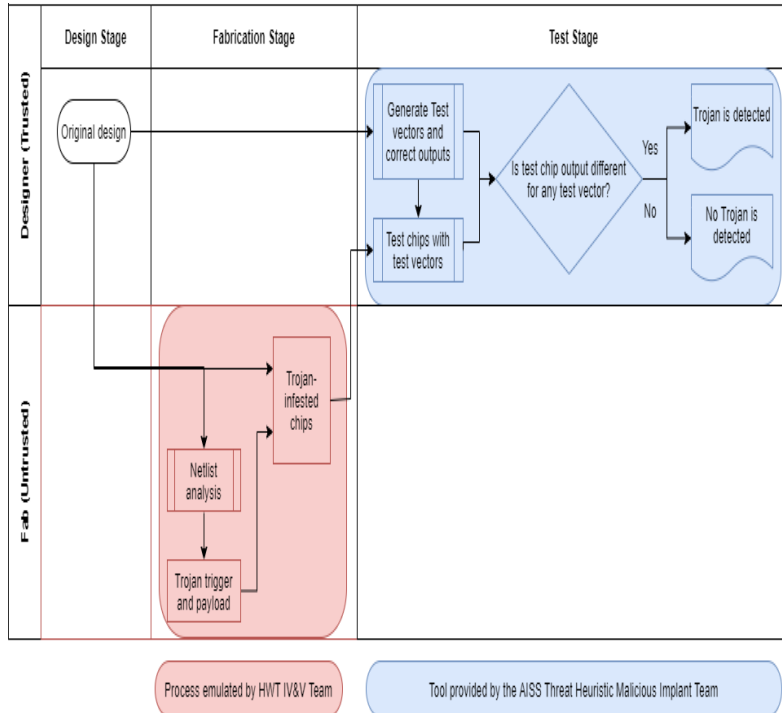 Design Stage
Fabrication Stage
Test Stage
Designer (Trusted)
Original design
Generate Test
vectors and
correct outputs
Test chips with
test vectors
Is test chip output different
for any test vector?
Yes
No
Trojan is detected
No Trojan is
detected
Fab (Untrusted)
Trojan-
infested
chips
Netlist
analysis
Trojan trigger
and payload
Process emulated by HWT IV&V Team
Tool provided by the AISS Threat Heuristic Malicious Implant Team